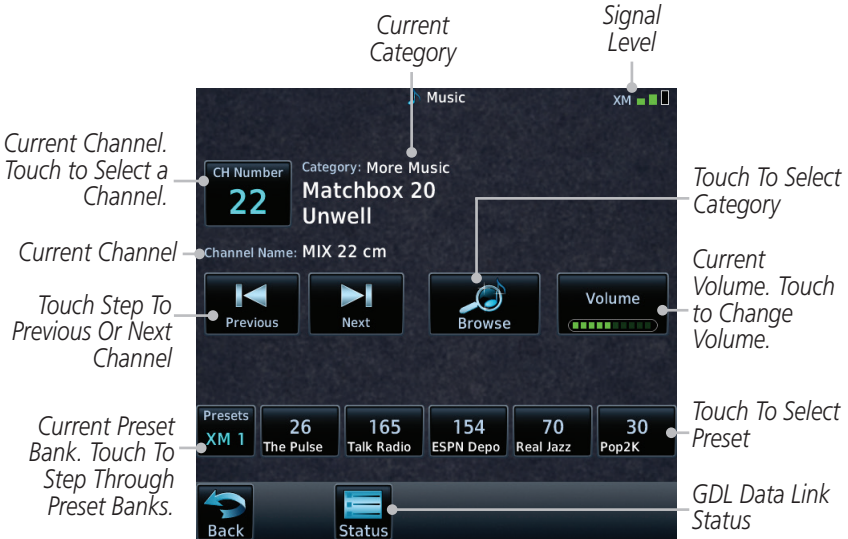 Current
Category
Signal
Level
Music
XM
Current Channel.
Touch to Select a
Channel.
CH Number
22
Category: More Music
Matchbox 20
Unwell
Touch To Select
Category
Current Channel
Channel Name: MIX 22 cm
Touch Step To
Previous Or Next
Channel
Previous
Next
Browse
Volume
Current
Volume. Touch
to Change
Volume.
Current Preset
Bank. Touch To
Step Through
Preset Banks.
Presets
XM 1
26
The Pulse
165
Talk Radio
154
ESPN Depo
70
Real Jazz
30
Pop2K
Touch To Select
Preset
Back
Status
GDL Data Link
Status